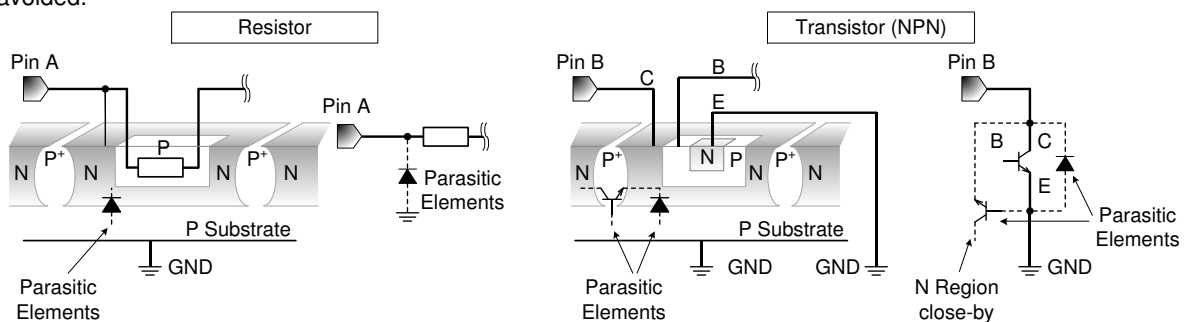 avoided.
Resistor
Pin A
N
P+
N
P
N
P+
N
Parasitic
Elements
P Substrate
GND
Pin A
Parasitic
Elements
Transistor (NPN)
Pin B
C
B
E
N
P+
N
N
P
N
P+
N
P Substrate
GND
GND
Parasitic
Elements
Pin B
B
C
E
Parasitic
Elements
GND
N Region
close-by